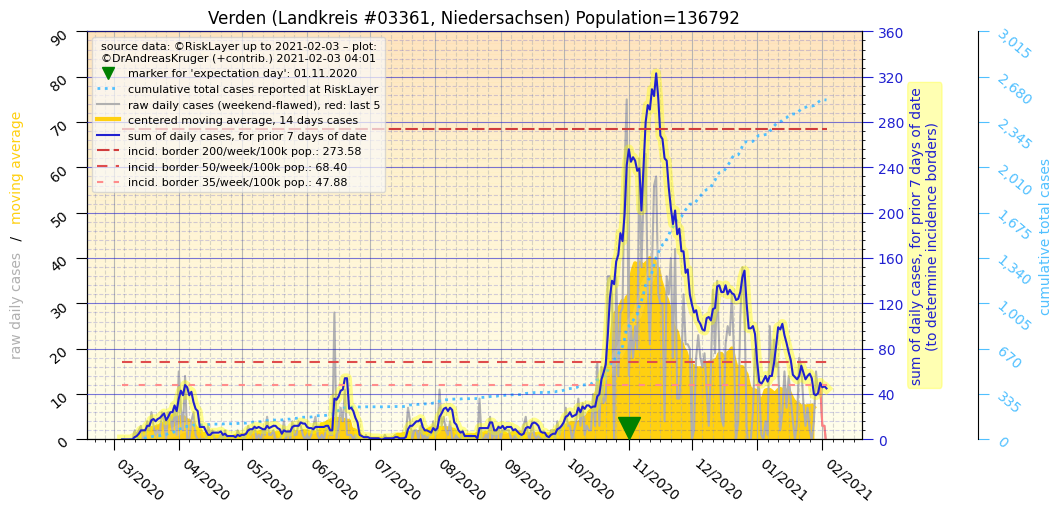 Verden (Landkreis #03361, Niedersachsen) Population=136792
source data: ©RiskLayer up to 2021-02-03 – plot:
©DrAndreasKruger (+contrib.) 2021-02-03 04:01
marker for 'expectation day': 01.11.2020
cumulative total cases reported at RiskLayer
raw daily cases (weekend-flawed), red: last 5
centered moving average, 14 days cases
sum of daily cases, for prior 7 days of date
incid. border 200/week/100k pop.: 273.58
incid. border 50/week/100k pop.: 68.40
incid. border 35/week/100k pop.: 47.88
raw daily cases / moving average
90
80
70
60
50
40
30
20
10
0
03/2020
04/2020
05/2020
06/2020
07/2020
08/2020
09/2020
10/2020
11/2020
12/2020
01/2021
02/2021
360
320
280
240
200
160
120
80
40
0
sum of daily cases, for prior 7 days of date
(to determine incidence borders)
3,015
2,680
2,345
2,010
1,675
1,340
1,005
670
335
0
cumulative total cases